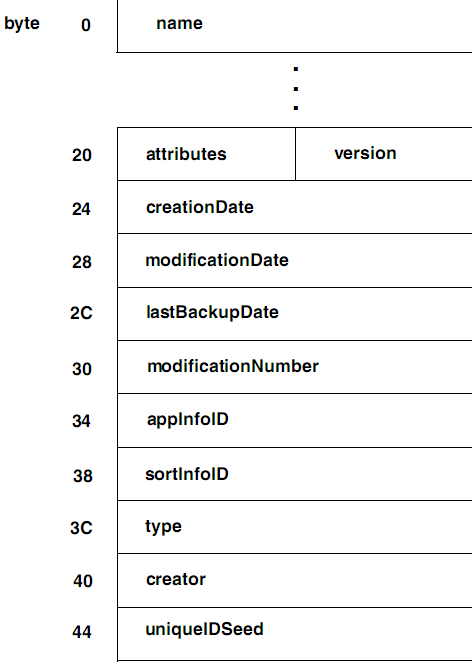 byte 0 name
20 attributes version
24 creationDate
28 modificationDate
2C lastBackupDate
30 modificationNumber
34 appInfoID
38 sortInfoID
3C type
40 creator
44 uniqueIDSeed